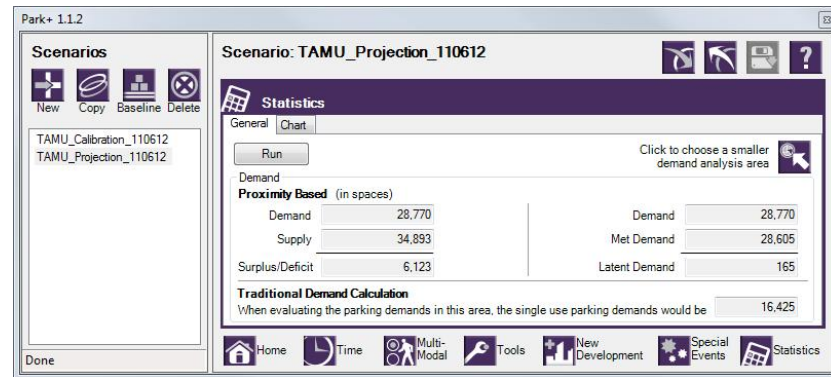 Park+ 1.1.2
Scenarios
New Copy Baseline Delete
TAMU_Calibration_110612
TAMU_Projection_110612
Done
Scenario: TAMU_Projection_110612
?
Statistics
General Chart
Run
Click to choose a smaller
demand analysis area
Demand
Proximity Based (in spaces)
Demand 28,770 Demand 28,770
Supply 34,893 Met Demand 28,605
Surplus/Deficit 6,123 Latent Demand 165
Traditional Demand Calculation
When evaluating the parking demands in this area, the single use parking demands would be 16,425
Home Time Multi-
Modal Tools New
Development Special
Events Statistics